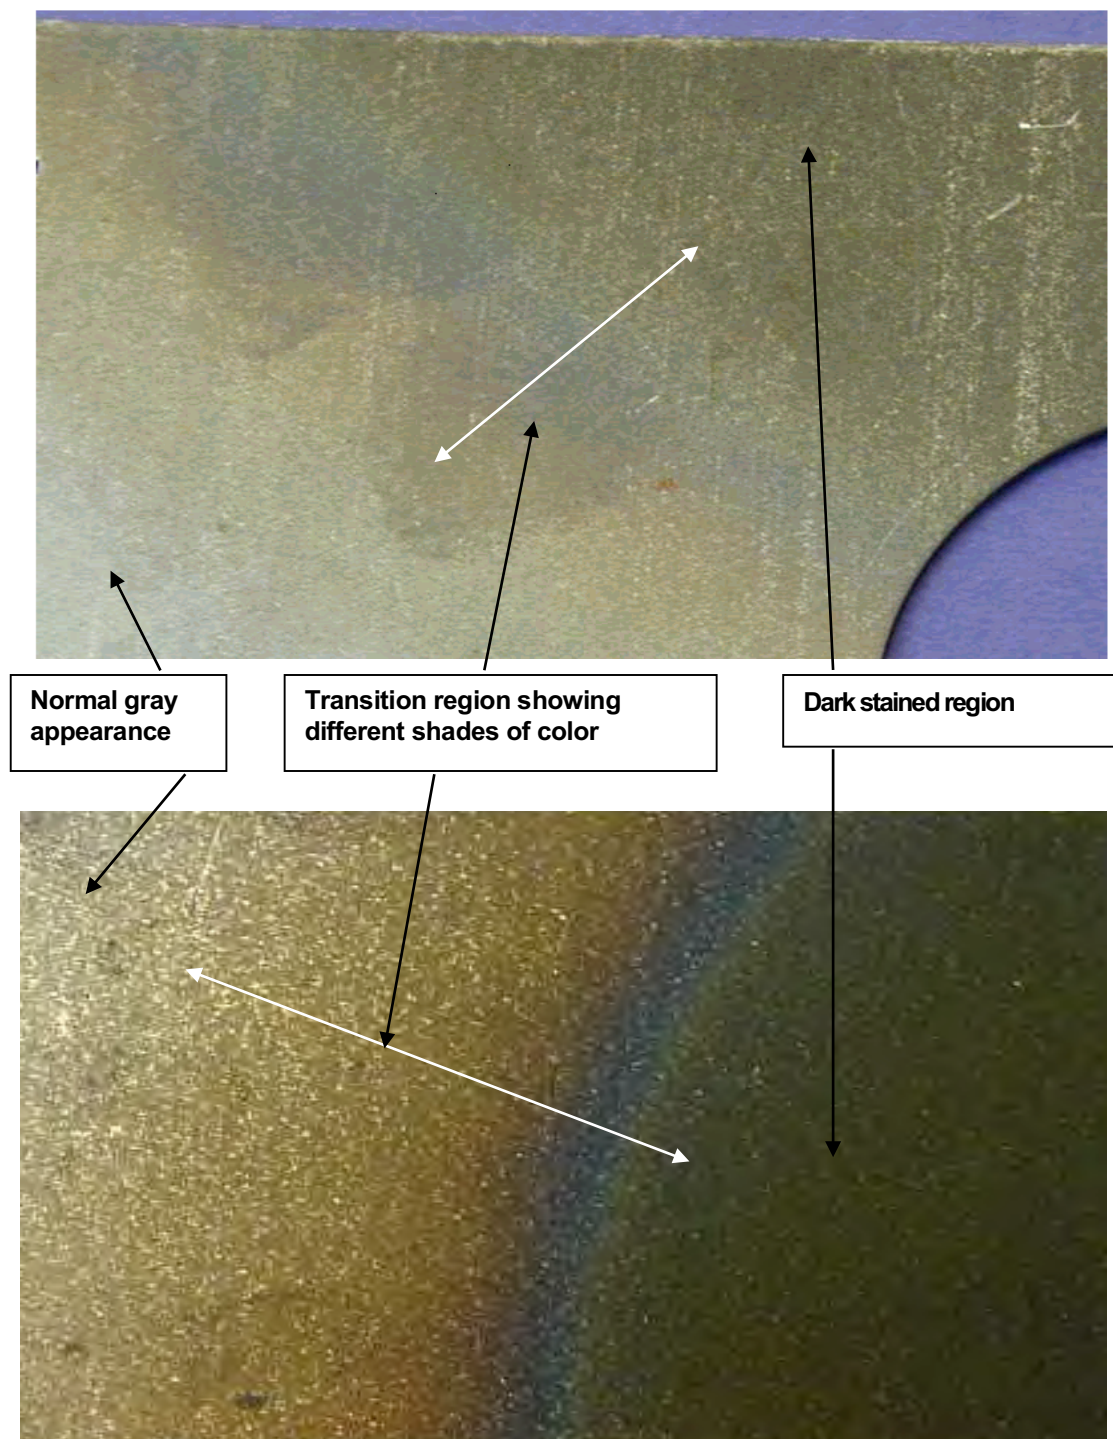 Normal gray
appearance
Transition region showing
different shades of color
Dark stained region